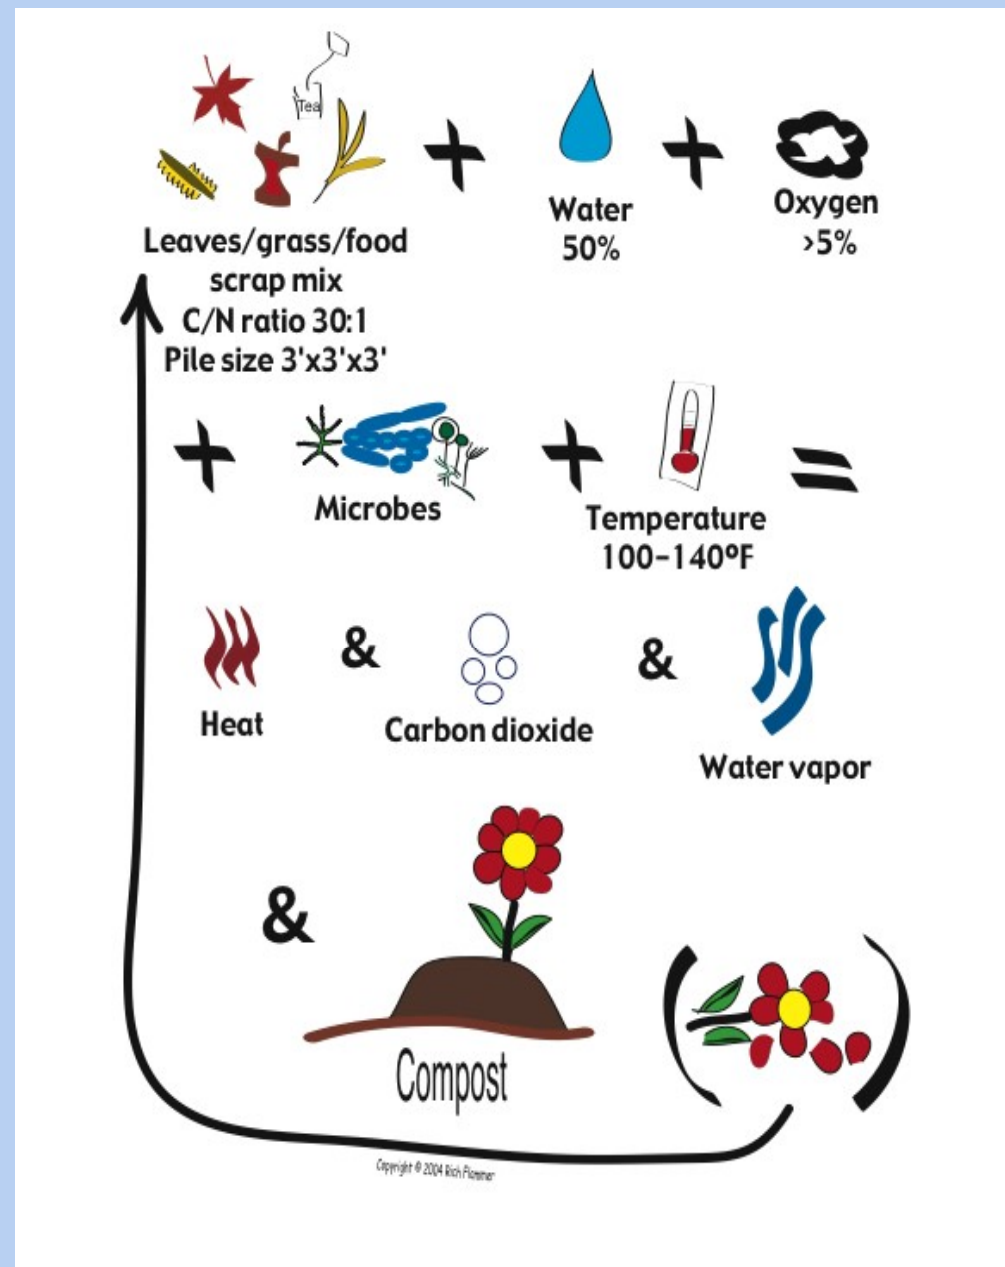 Tea
+
+
Water
50%
Oxygen
>5%
Leaves/grass/food
scrap mix
C/N ratio 30:1
Pile size 3'x3'x3'
+
Microbes
+
Temperature
100-140ºF
=
Heat
&
Carbon dioxide
&
Water vapor
&
Compost
( )
Copyright © 2004 Rich Flammer